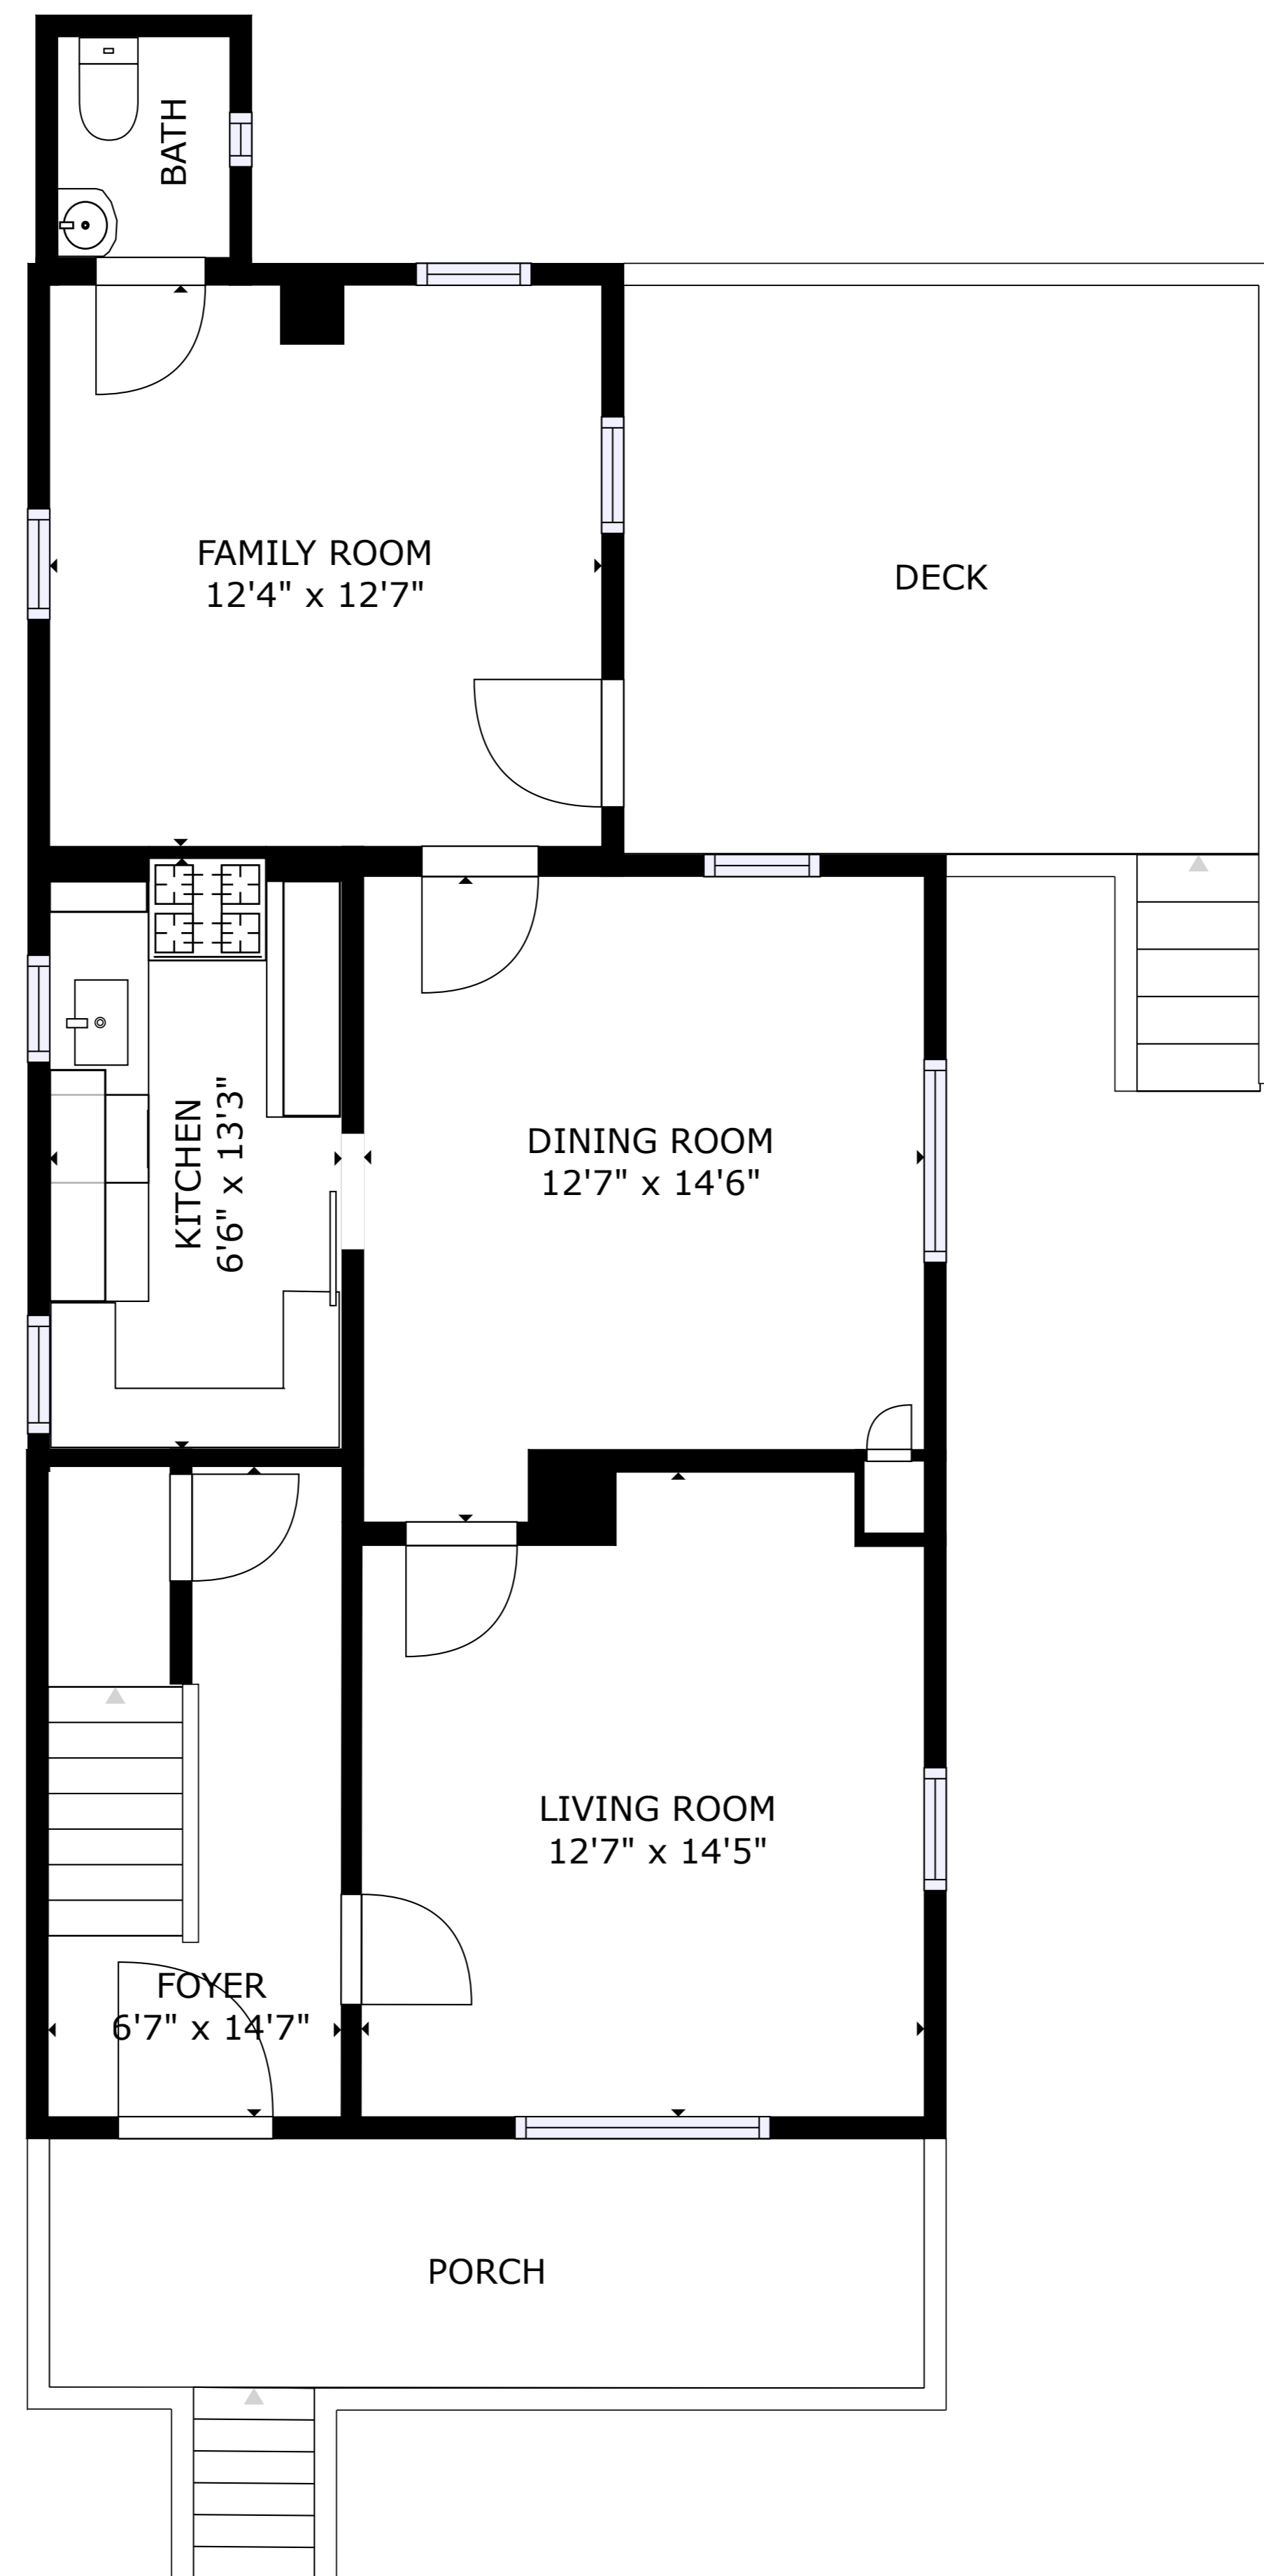 BATH
FAMILY ROOM
12'4" x 12'7"
DECK
KITCHEN
6'6" x 13'3"
DINING ROOM
12'7" x 14'6"
LIVING ROOM
12'7" x 14'5"
FOYER
6'7" x 14'7"
PORCH